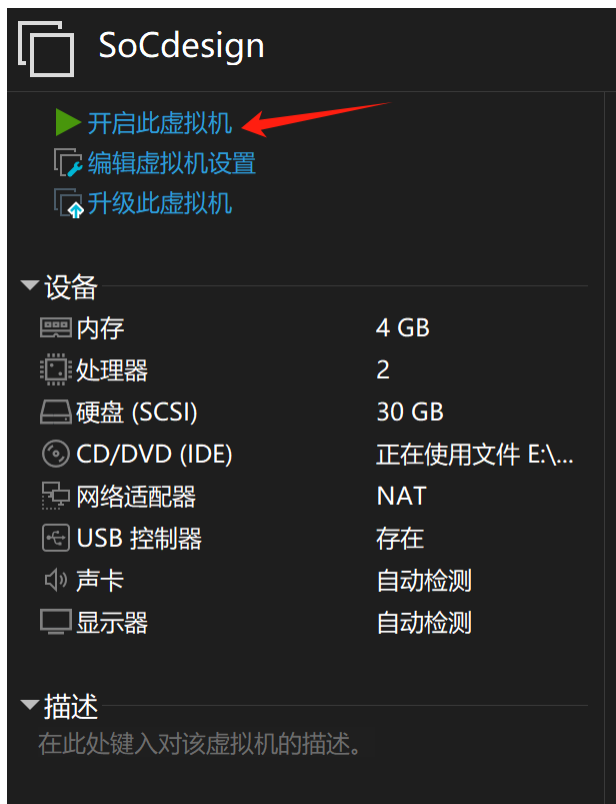 SoCdesign
开启此虚拟机
编辑虚拟机设置
升级此虚拟机
设备
内存 4 GB
处理器 2
硬盘 (SCSI) 30 GB
CD/DVD (IDE) 正在使用文件 E:\...
网络适配器 NAT
USB 控制器 存在
声卡 自动检测
显示器 自动检测
描述
在此处键入对该虚拟机的描述。